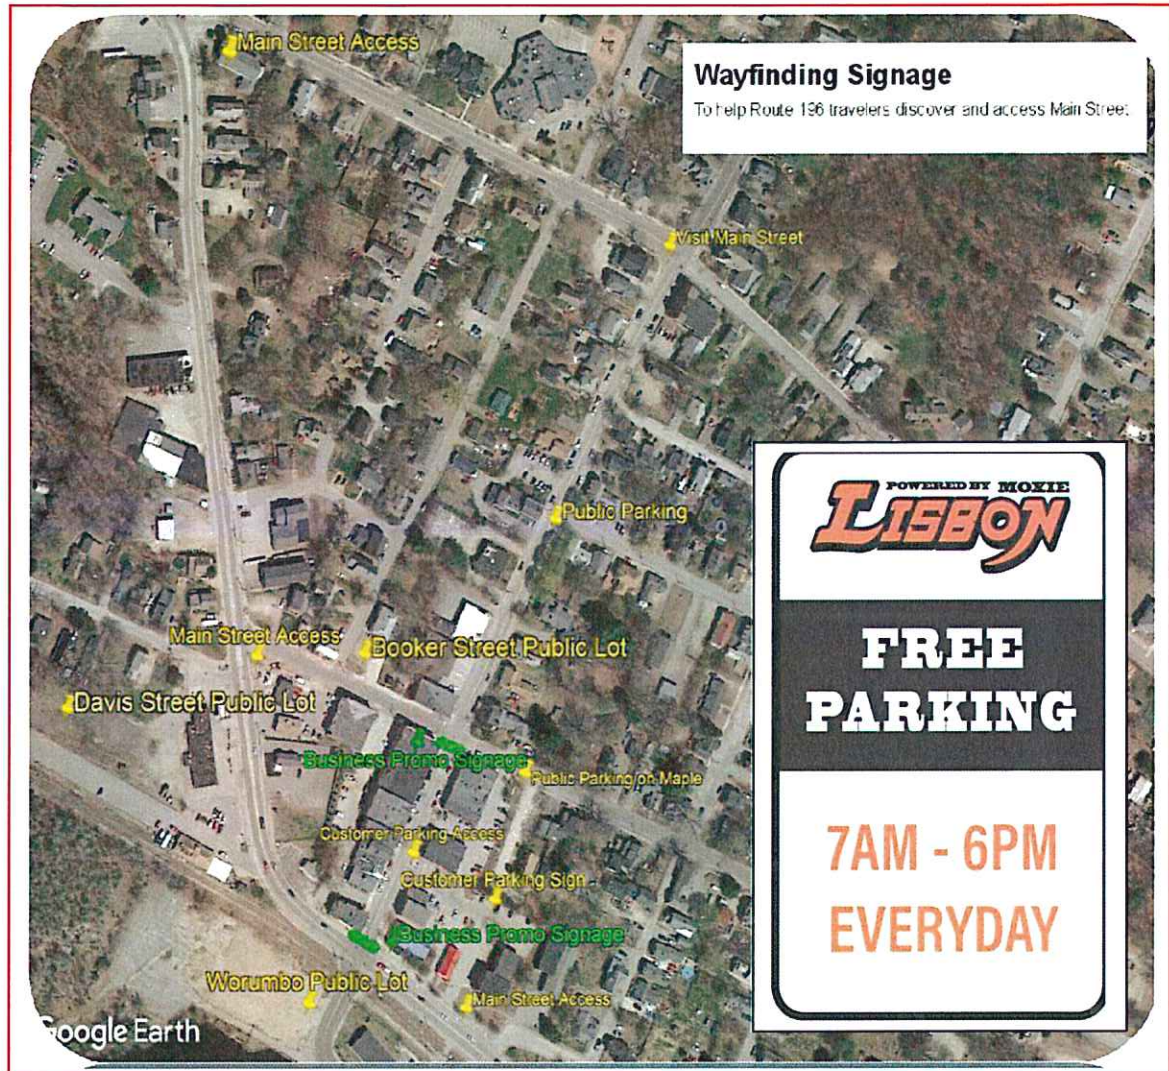 Main Street Access
Wayfinding Signage
To help Route 196 travelers discover and access Main Street.
Visit Main Street
Public Parking
Main Street Access
Booker Street Public Lot
Davis Street Public Lot
Business Promo Signage
Public Parking on Maple
Customer Parking Access
Customer Parking Sign
Business Promo Signage
Worumbo Public Lot
Main Street Access
Google Earth
POWERED BY MOXIE
LISBON
FREE
PARKING
7AM - 6PM
EVERYDAY